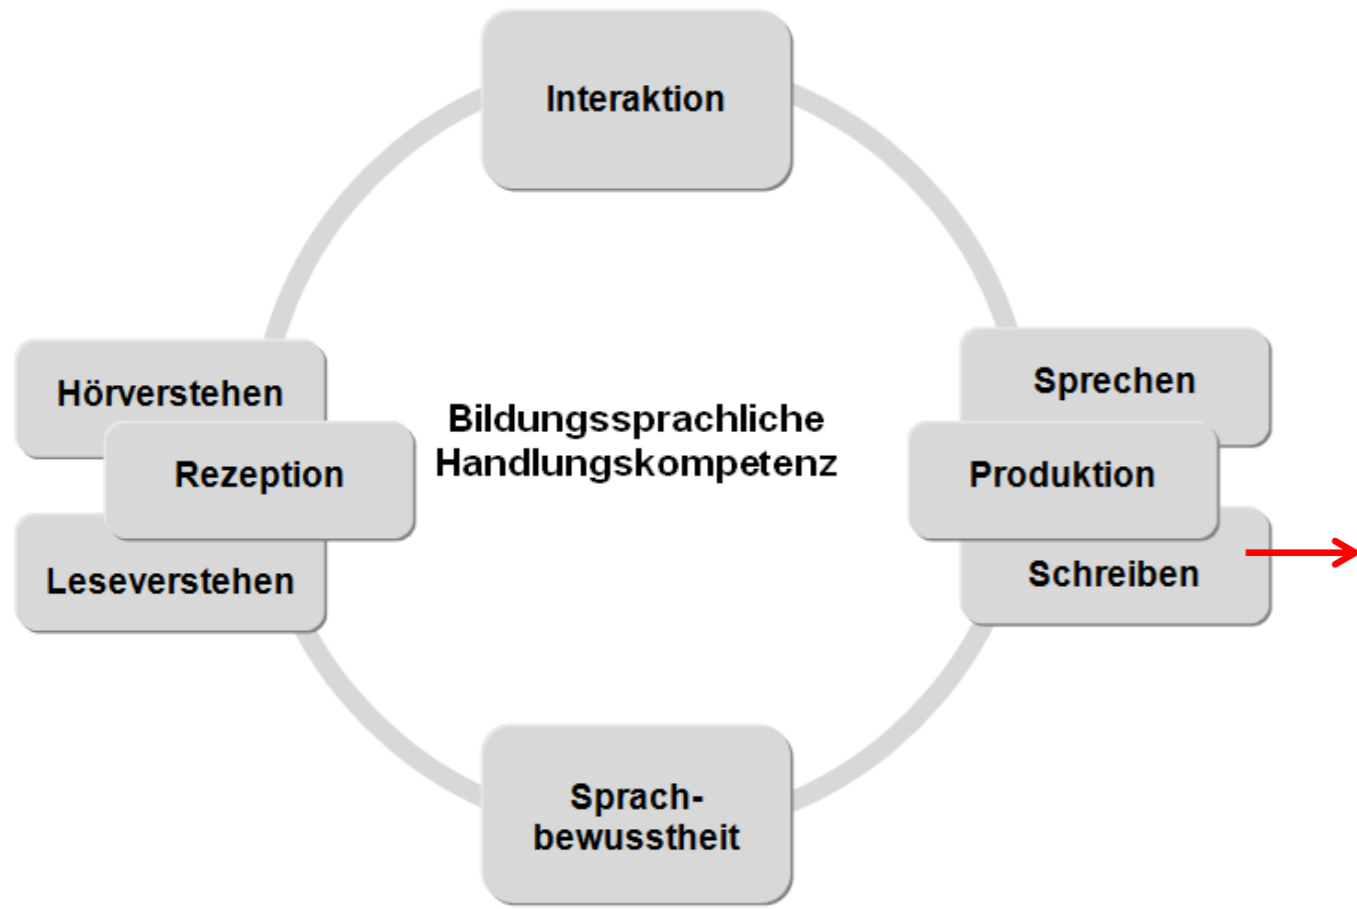 Interaktion
Hörverstehen
Rezeption
Leseverstehen
Bildungssprachliche
Handlungskompetenz
Sprechen
Produktion
Schreiben
Sprach-
bewusstheit